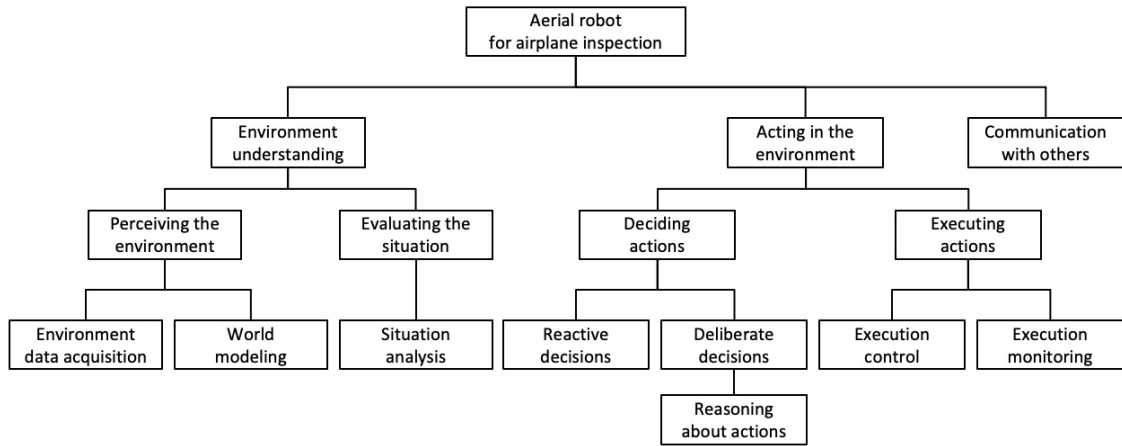 Aerial robot
for airplane inspection
Environment
understanding
Acting in the
environment
Communication
with others
Perceiving the
environment
Evaluating the
situation
Deciding
actions
Executing
actions
Environment
data acquisition
World
modeling
Situation
analysis
Reactive
decisions
Deliberate
decisions
Execution
control
Execution
monitoring
Reasoning
about actions